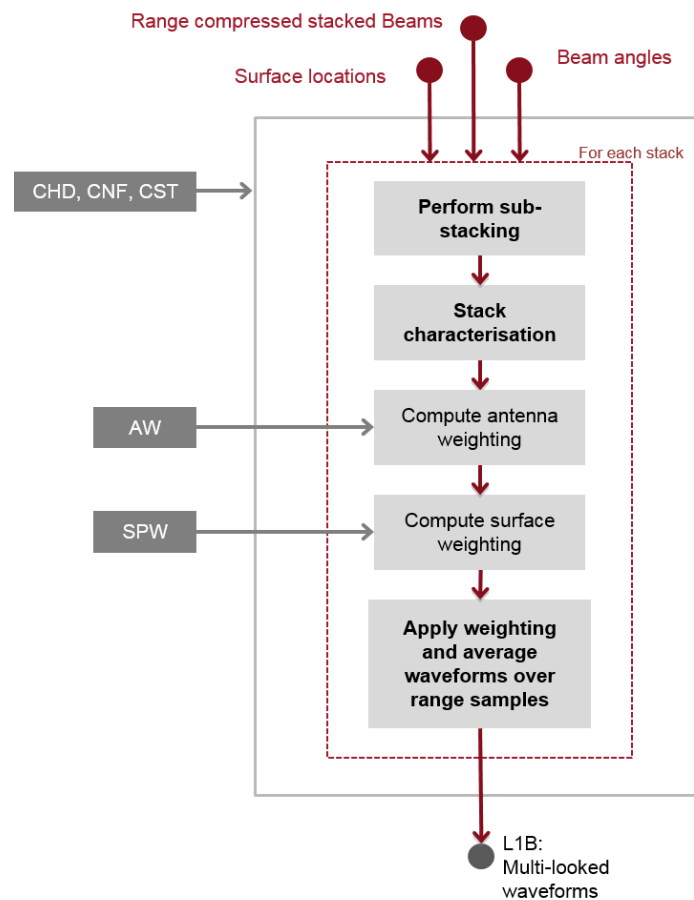 Range compressed stacked Beams
Surface locations
Beam angles
For each stack
CHD, CNF, CST
Perform sub-
stacking
Stack
characterisation
AW
Compute antenna
weighting
SPW
Compute surface
weighting
Apply weighting
and average
waveforms over
range samples
L1B:
Multi-looked
waveforms